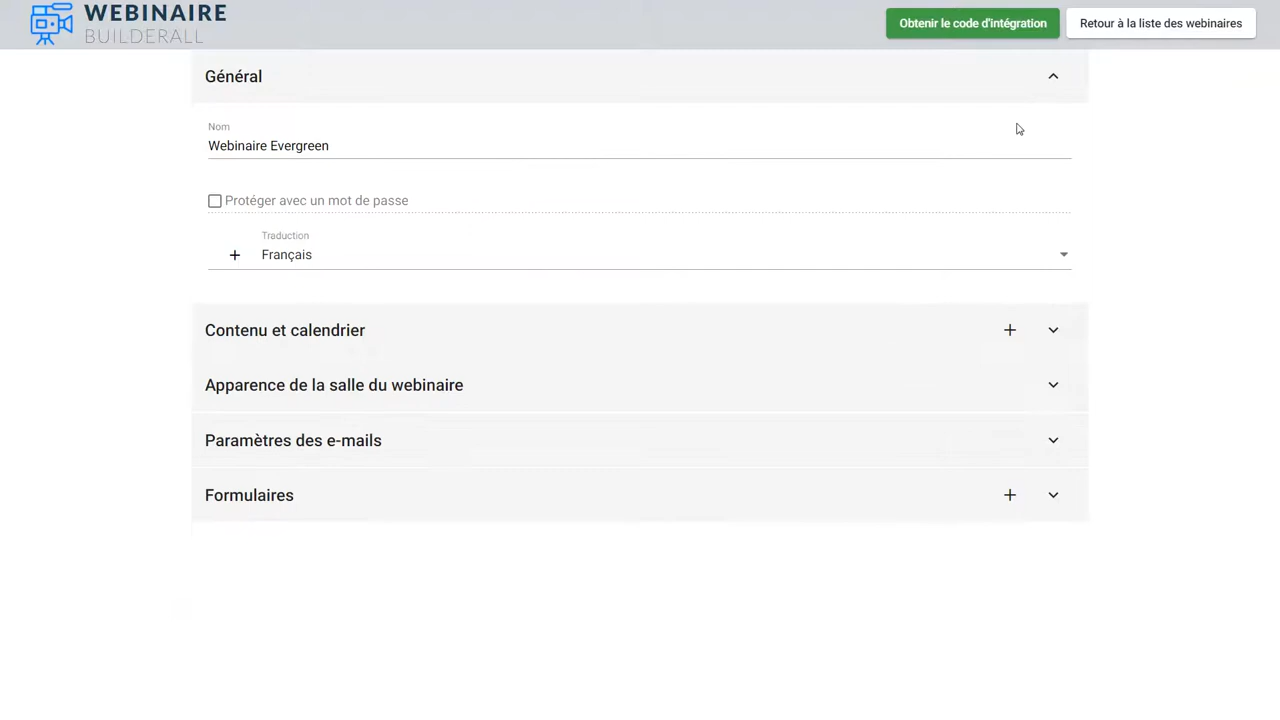 WEBINAIRE
BUILDERALL
Obtenir le code d'intégration
Retour à la liste des webinaires
Général
Nom
Webinaire Evergreen
Protéger avec un mot de passe
Traduction
+ Français
Contenu et calendrier +
Apparence de la salle du webinaire
Paramètres des e-mails
Formulaires +